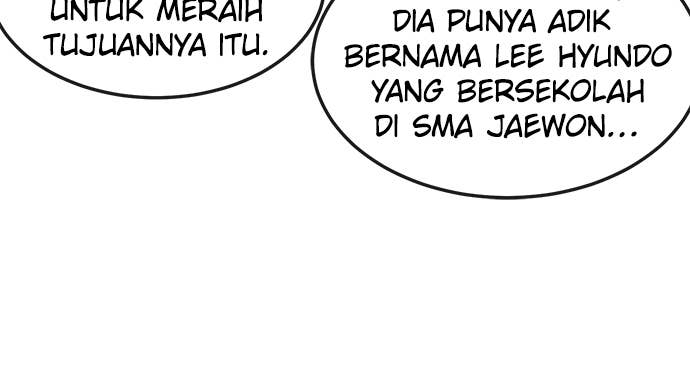 UNTUK MERAIH
TUJUANNYA ITU.
DIA PUNYA ADIK
BERNAMA LEE HYUNDO
YANG BERSEKOLAH
DI SMA JAEWON...